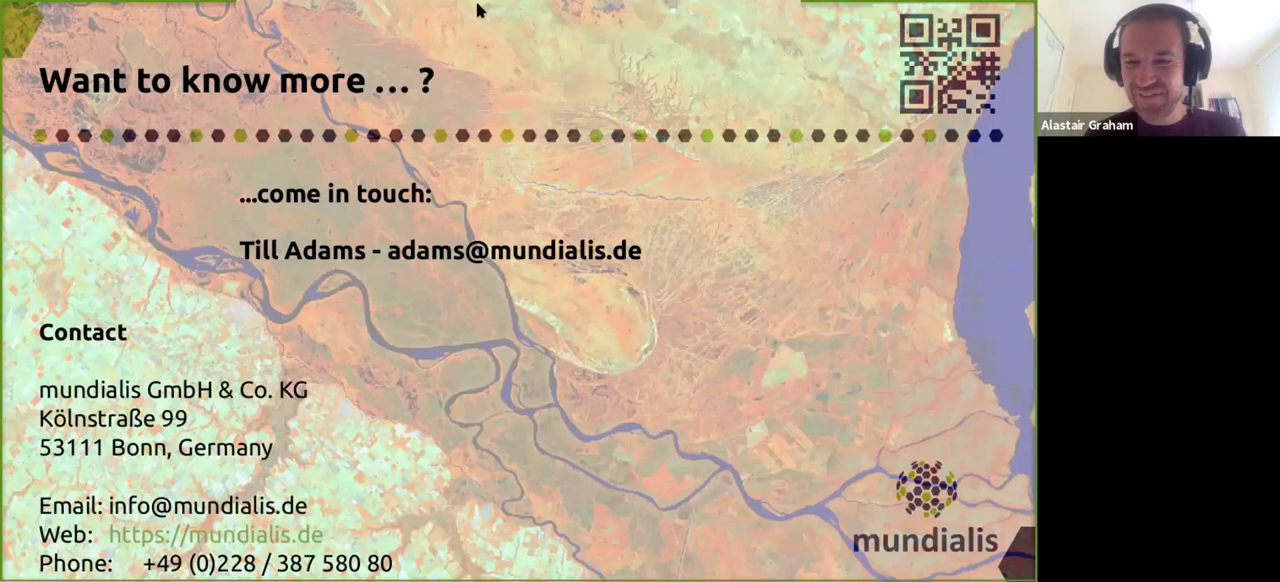 Want to know more ... ?
...come in touch:
Till Adams - adams@mundialis.de
Contact
mundialis GmbH & Co. KG
Kölnstraße 99
53111 Bonn, Germany
Email: info@mundialis.de
Web: https://mundialis.de
Phone: +49 (0)228 / 387 580 80
mundialis
Alastair Graham